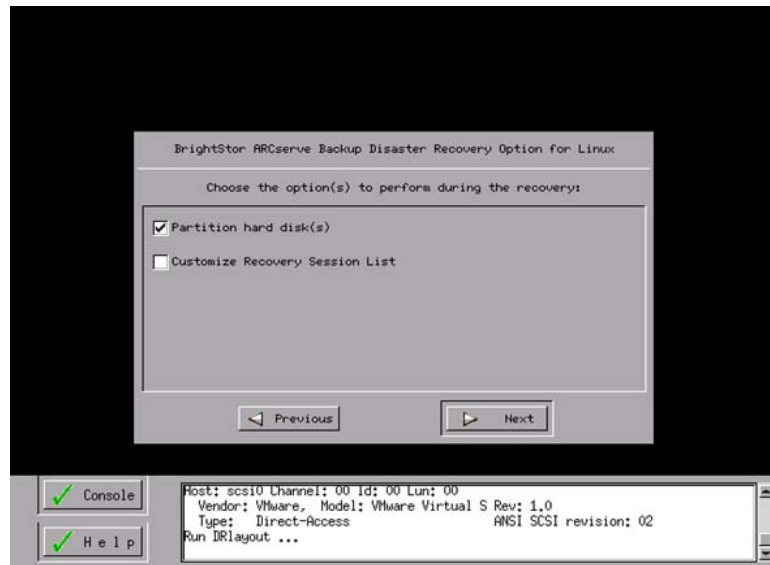 BrightStor ARCserve Backup Disaster Recovery Option for Linux
Choose the option(s) to perform during the recovery:
Partition hard disk(s)
Customize Recovery Session List
Previous
Next
Console
H e l p
Host: scsi0 Channel: 00 Id: 00 Lun: 00
Vendor: VMware, Model: VMware Virtual S Rev: 1.0
Type: Direct-Access ANSI SCSI revision: 02
Run DRlayout ...